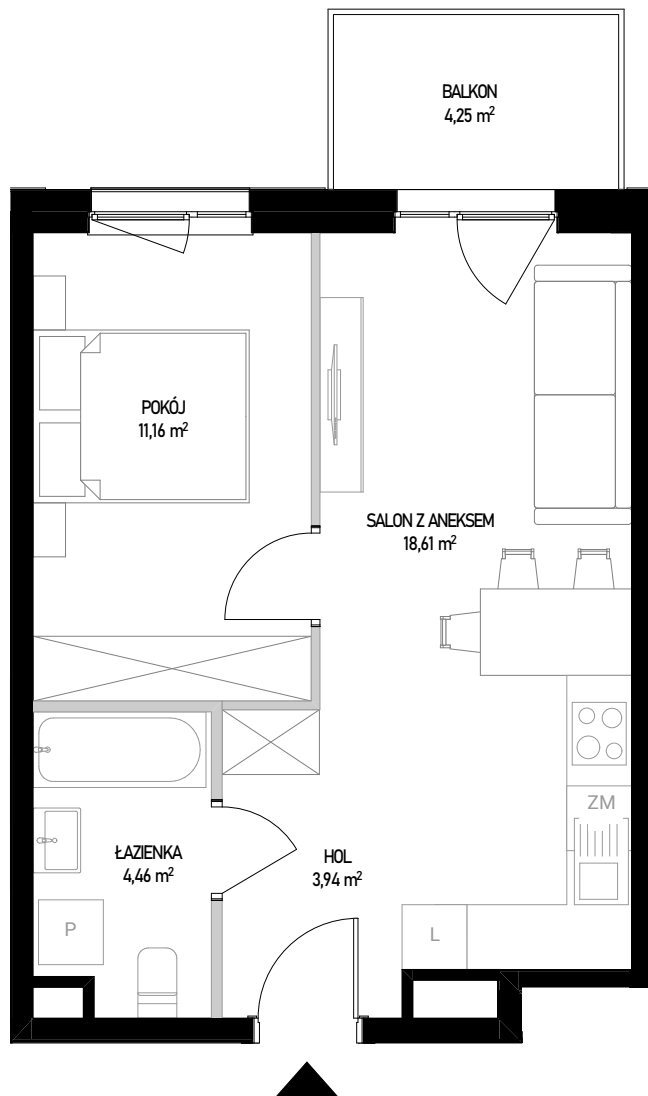 BALKON
4,25 m²
POKÓJ
11,16 m²
SALON Z ANEKSEM
18,61 m²
ZM
ŁAZIENKA
4,46 m²
HOL
3,94 m²
P
L